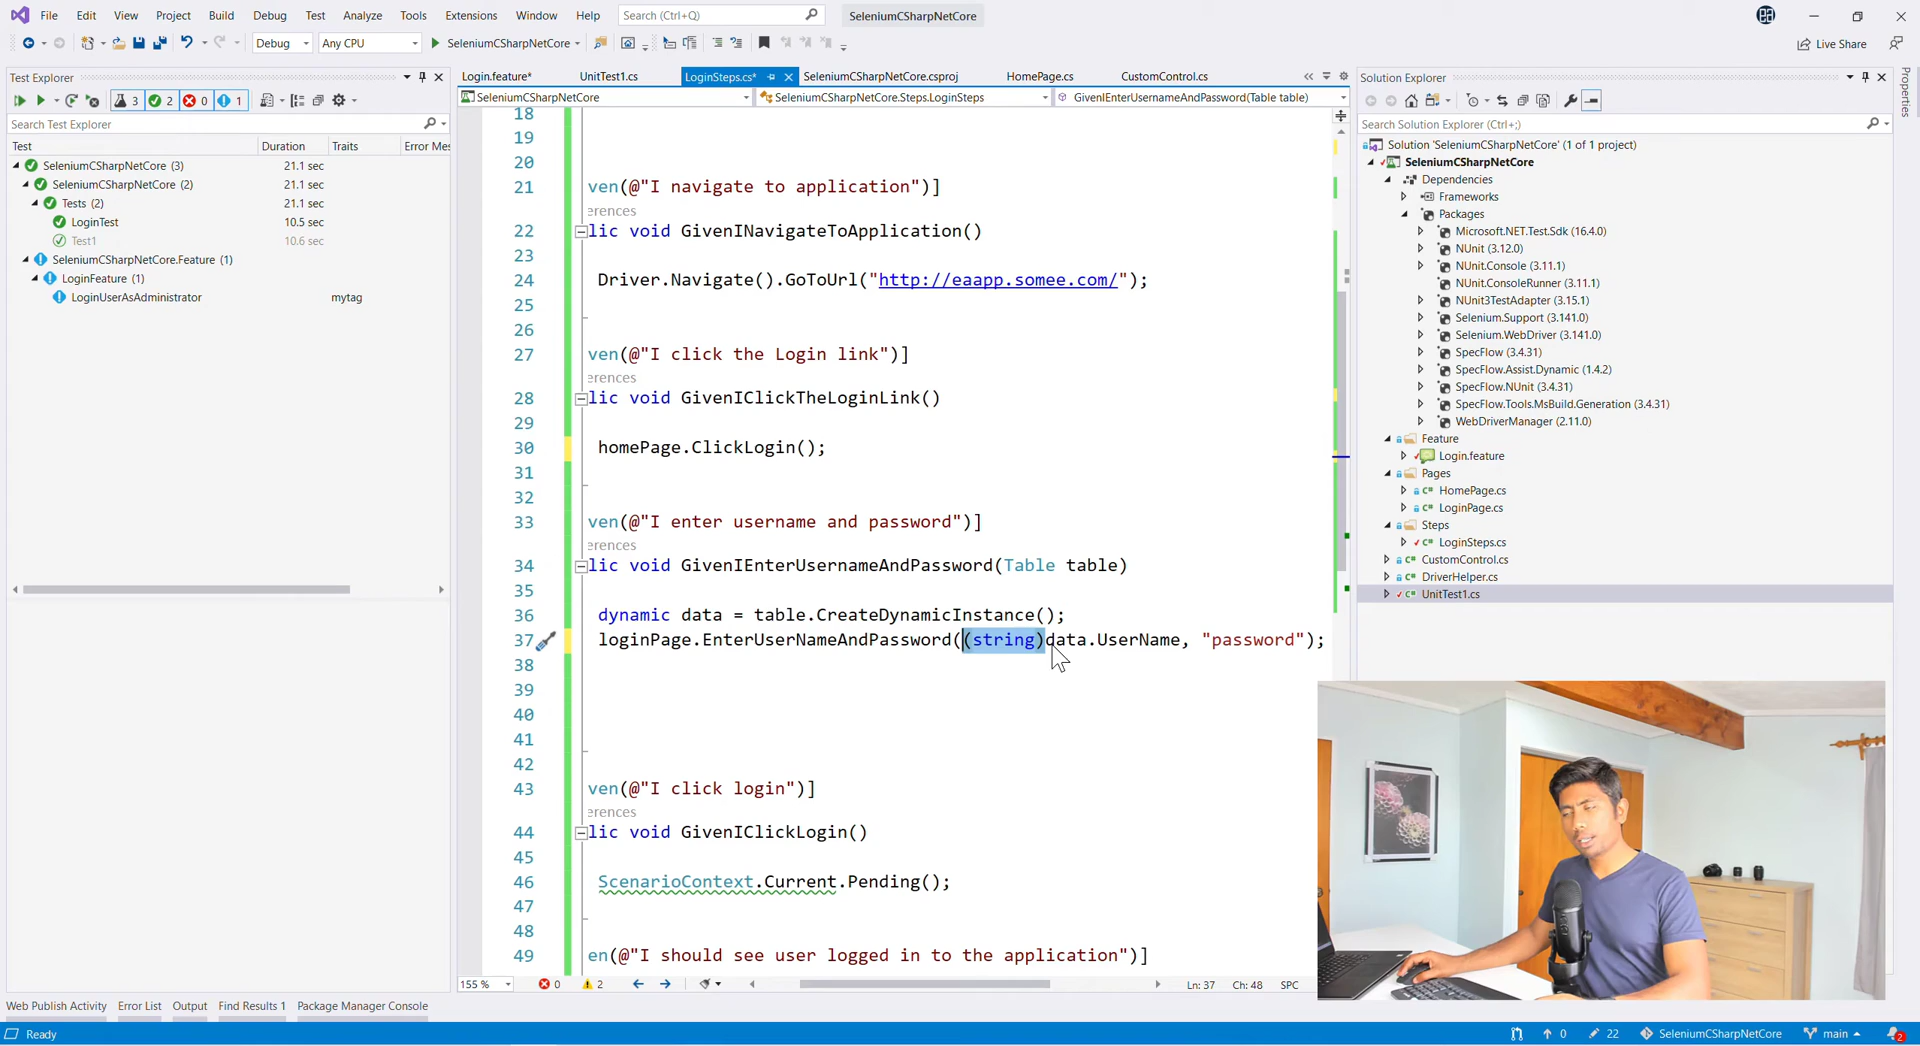 File Edit View Project Build Debug Test Analyze Tools Extensions Window Help Search (Ctrl+Q) SeleniumCSharpNetCore
Debug Any CPU SeleniumCSharpNetCore Live Share
Test Explorer
3 2 0 1
Search Test Explorer
Test Duration Traits Error Mes
SeleniumCSharpNetCore (3) 21.1 sec
SeleniumCSharpNetCore (2) 21.1 sec
Tests (2) 21.1 sec
LoginTest 10.5 sec
Test1 10.6 sec
SeleniumCSharpNetCore.Feature (1)
LoginFeature (1)
LoginUserAsAdministrator mytag
Login.feature* UnitTest1.cs LoginSteps.cs* SeleniumCSharpNetCore.csproj HomePage.cs CustomControl.cs
SeleniumCSharpNetCore SeleniumCSharpNetCore.Steps.LoginSteps GivenIEnterUsernameAndPassword(Table table)
18
19
20
21 ven(@"I navigate to application")]
erences
22 lic void GivenINavigateToApplication()
23
24 Driver.Navigate().GoToUrl("http://eaapp.somee.com/");
25
26
27 ven(@"I click the Login link")]
erences
28 lic void GivenIClickTheLoginLink()
29
30 homePage.ClickLogin();
31
32
33 ven(@"I enter username and password")]
erences
34 lic void GivenIEnterUsernameAndPassword(Table table)
35
36 dynamic data = table.CreateDynamicInstance();
37 loginPage.EnterUserNameAndPassword((string)data.UserName, "password");
38
39
40
41
42
43 ven(@"I click login")]
erences
44 lic void GivenIClickLogin()
45
46 ScenarioContext.Current.Pending();
47
48
49 en(@"I should see user logged in to the application")]
155 % 0 2 Ln: 37 Ch: 48 SPC
Solution Explorer
Search Solution Explorer (Ctrl+;)
Solution 'SeleniumCSharpNetCore' (1 of 1 project)
SeleniumCSharpNetCore
Dependencies
Frameworks
Packages
Microsoft.NET.Test.Sdk (16.4.0)
NUnit (3.12.0)
NUnit.Console (3.11.1)
NUnit.ConsoleRunner (3.11.1)
NUnit3TestAdapter (3.15.1)
Selenium.Support (3.141.0)
Selenium.WebDriver (3.141.0)
SpecFlow (3.4.31)
SpecFlow.Assist.Dynamic (1.4.2)
SpecFlow.NUnit (3.4.31)
SpecFlow.Tools.MsBuild.Generation (3.4.31)
WebDriverManager (2.11.0)
Feature
Login.feature
Pages
HomePage.cs
LoginPage.cs
Steps
LoginSteps.cs
CustomControl.cs
DriverHelper.cs
UnitTest1.cs
Properties
Web Publish Activity Error List Output Find Results 1 Package Manager Console
Ready 0 22 SeleniumCSharpNetCore main 2